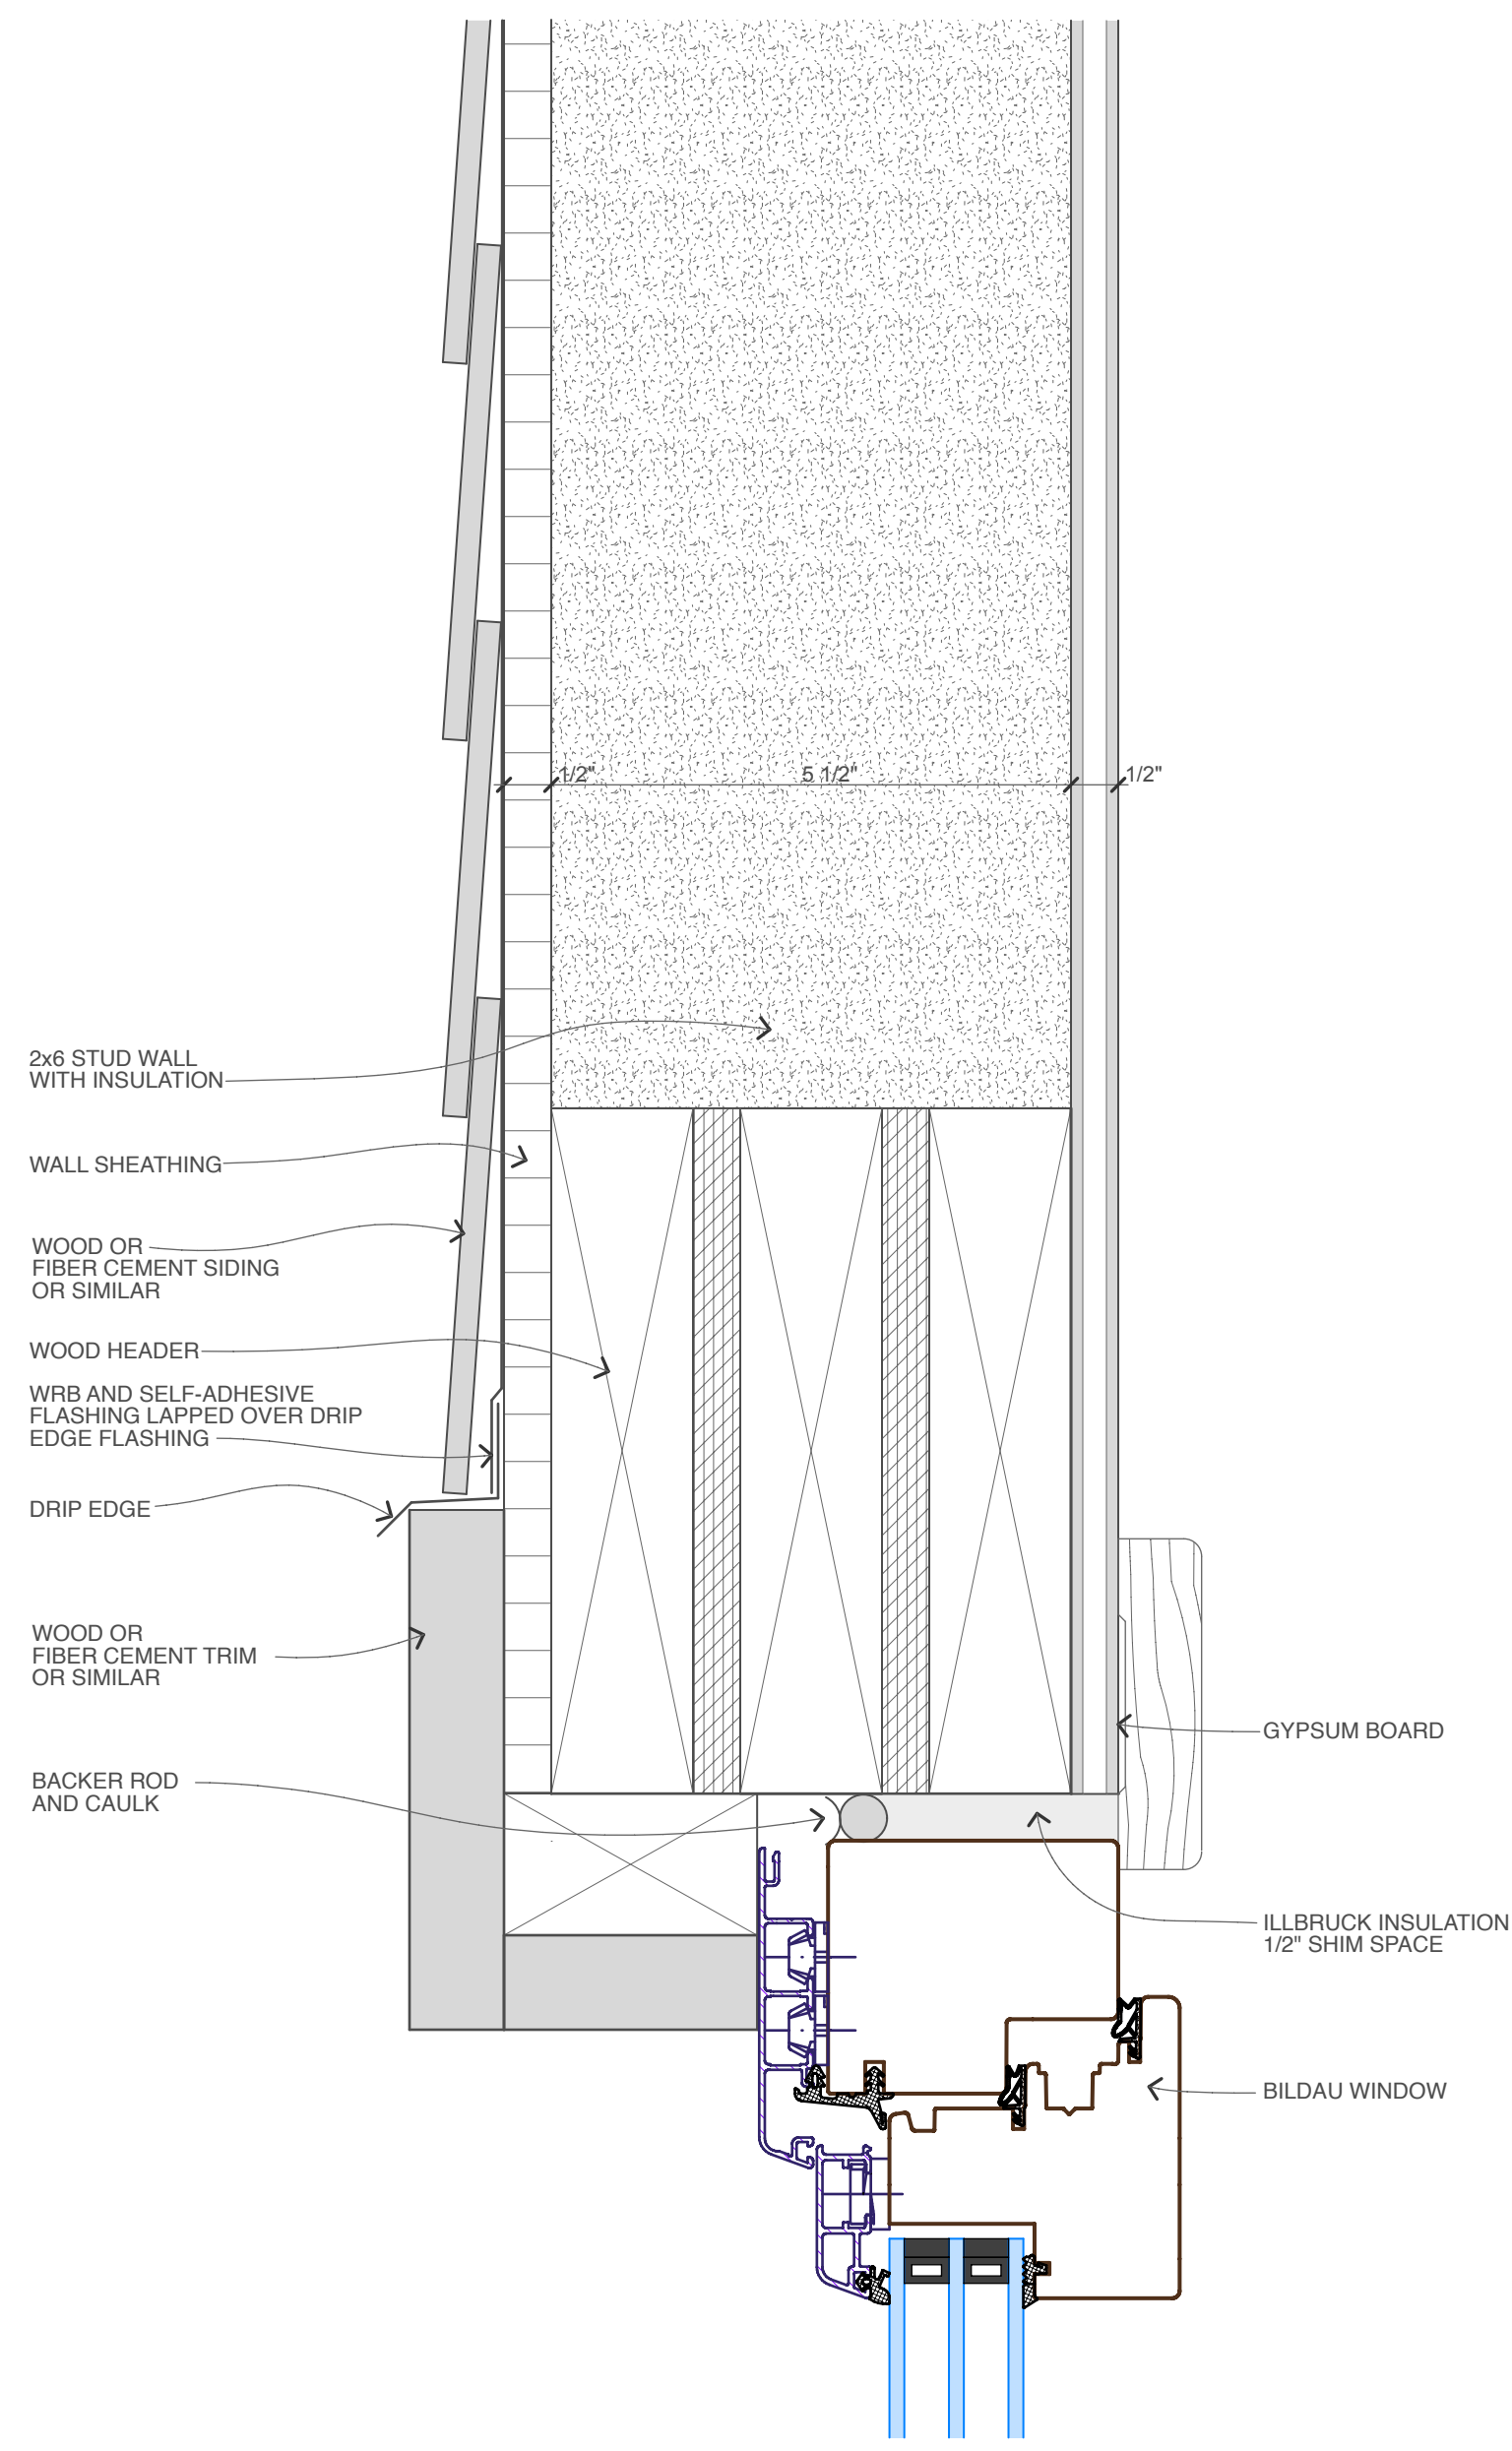 1/2" 5 1/2" 1/2"
2x6 STUD WALL
WITH INSULATION
WALL SHEATHING
WOOD OR
FIBER CEMENT SIDING
OR SIMILAR
WOOD HEADER
WRB AND SELF-ADHESIVE
FLASHING LAPPED OVER DRIP
EDGE FLASHING
DRIP EDGE
WOOD OR
FIBER CEMENT TRIM
OR SIMILAR
GYPSUM BOARD
BACKER ROD
AND CAULK
ILLBRUCK INSULATION
1/2" SHIM SPACE
BILDAU WINDOW